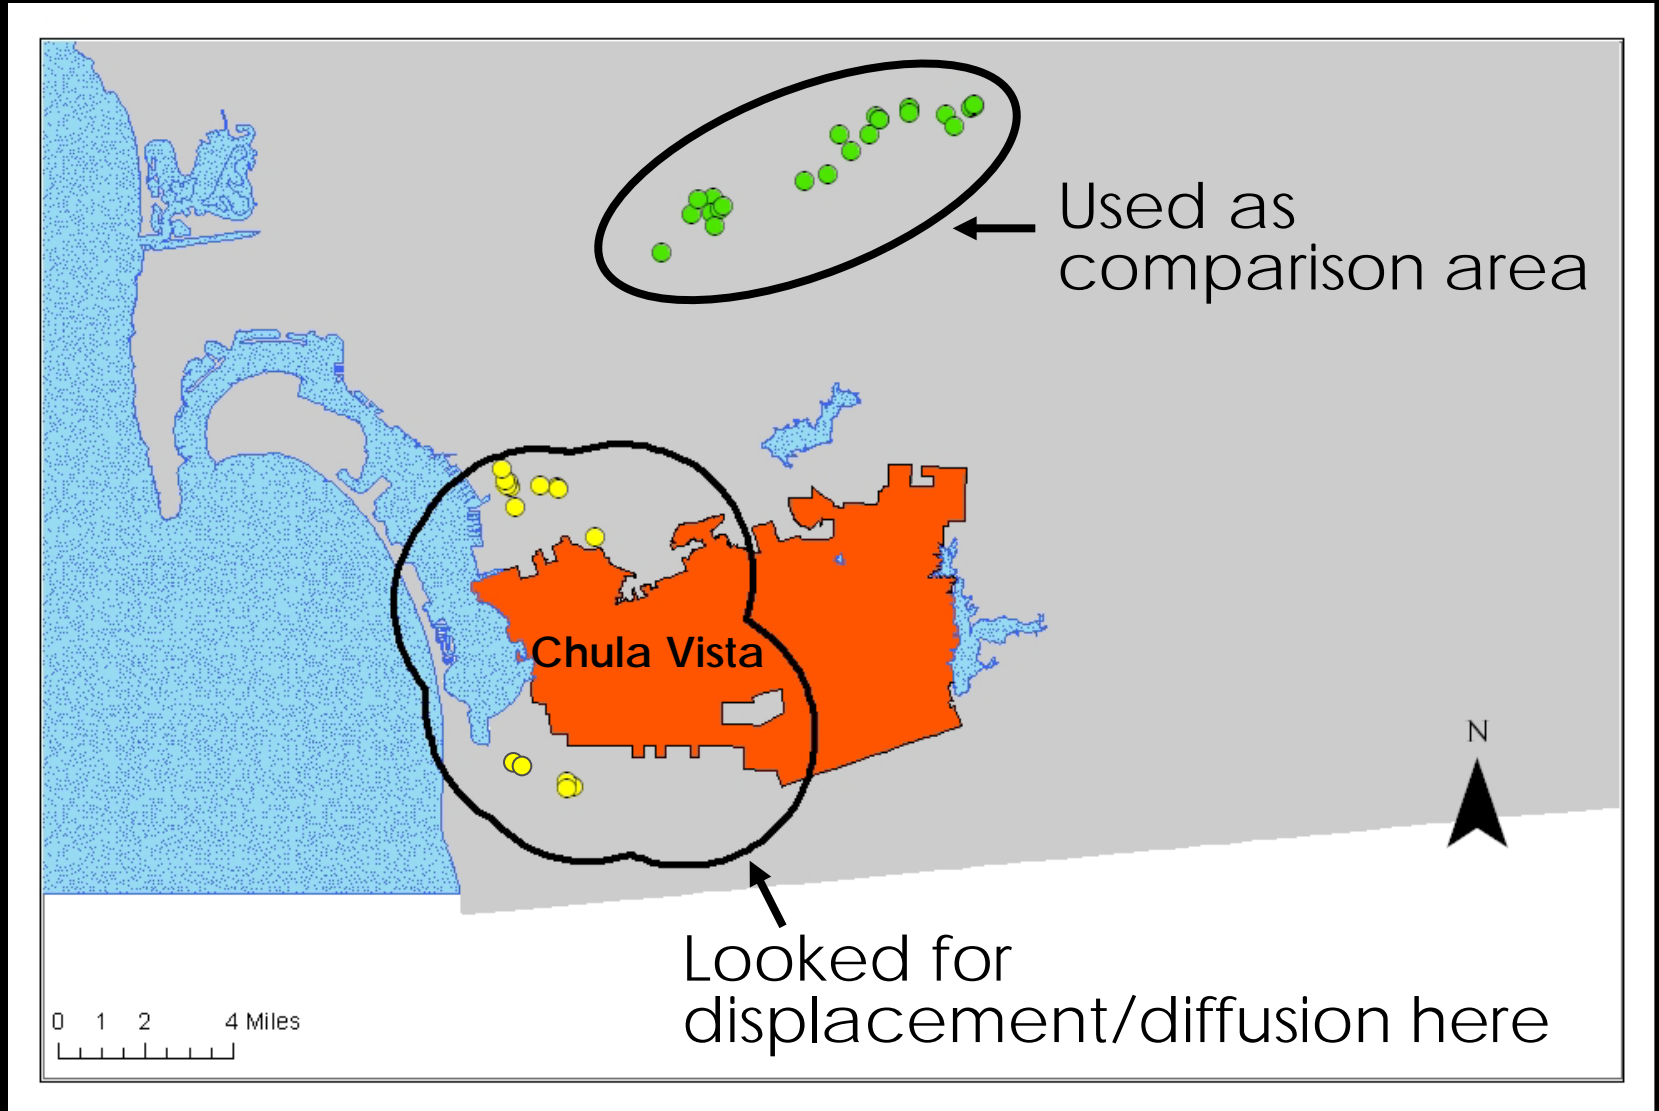 Used as
comparison area
Chula Vista
N
Looked for
displacement/diffusion here
0 1 2 4 Miles